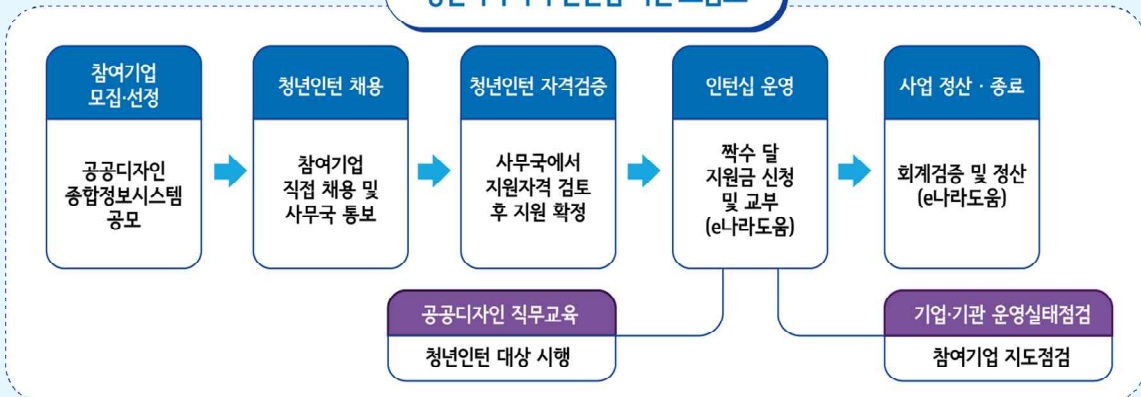 참여기업
모집·선정
공공디자인
종합정보시스템
공모
청년인턴 채용
참여기업
직접 채용 및
사무국 통보
청년인턴 자격검증
사무국에서
지원자격 검토
후 지원 확정
인턴십 운영
짝수 달
지원금 신청
및 교부
(e나라도움)
사업 정산 · 종료
회계검증 및 정산
(e나라도움)
공공디자인 직무교육
청년인턴 대상 시행
기업·기관 운영실태점검
참여기업 지도점검